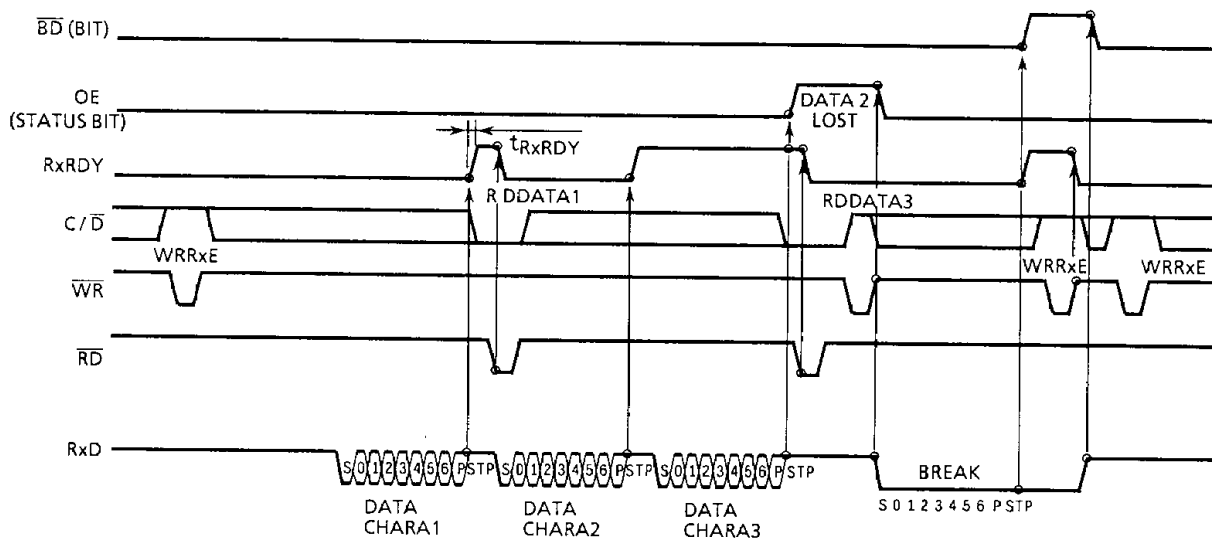 BD (BIT)
OE
(STATUS BIT)
DATA 2
LOST
tRxRDY
RxRDY
RDDATA1
RDDATA3
C / D
WRRxE
WRRxE
WRRxE
WR
RD
RxD
S 0 1 2 3 4 5 6 P STP S 0 1 2 3 4 5 6 P STP S 0 1 2 3 4 5 6 P STP
BREAK
S 0 1 2 3 4 5 6 P STP
DATA
CHARA1
DATA
CHARA2
DATA
CHARA3